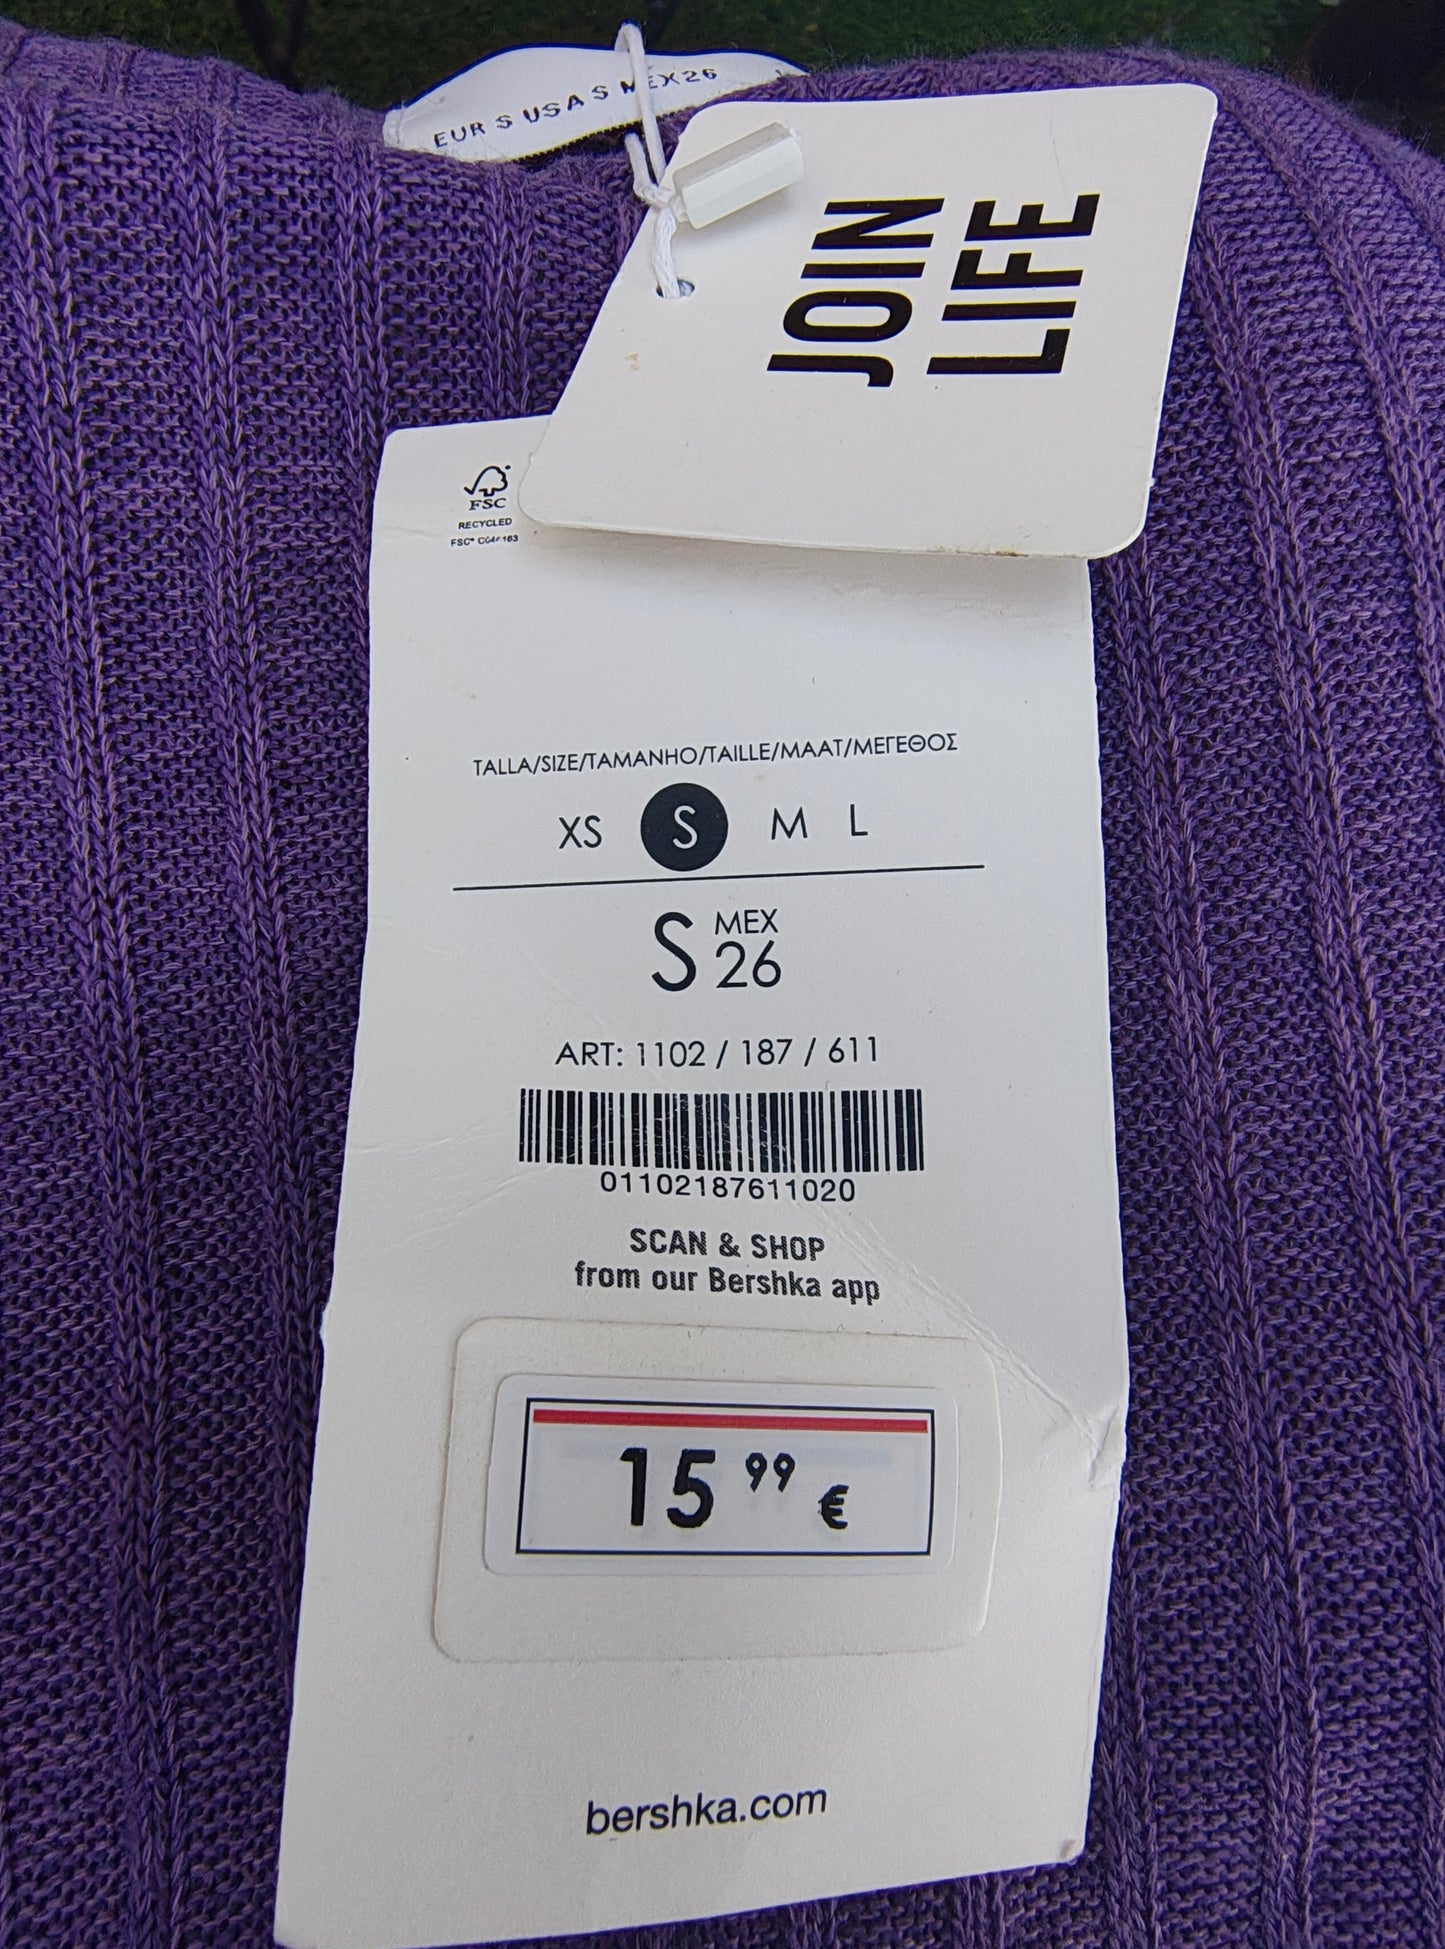 EUR S USA S MEX 26
JOIN
LIFE
FSC
RECYCLED
TALLA/SIZE/TAMANHO/TAILLE/MAAT/ΜΕΓΕΘΟΣ
XS S M L
S MEX
26
ART: 1102 / 187 / 611
01102187611020
SCAN & SHOP
from our Bershka app
15 99 €
bershka.com